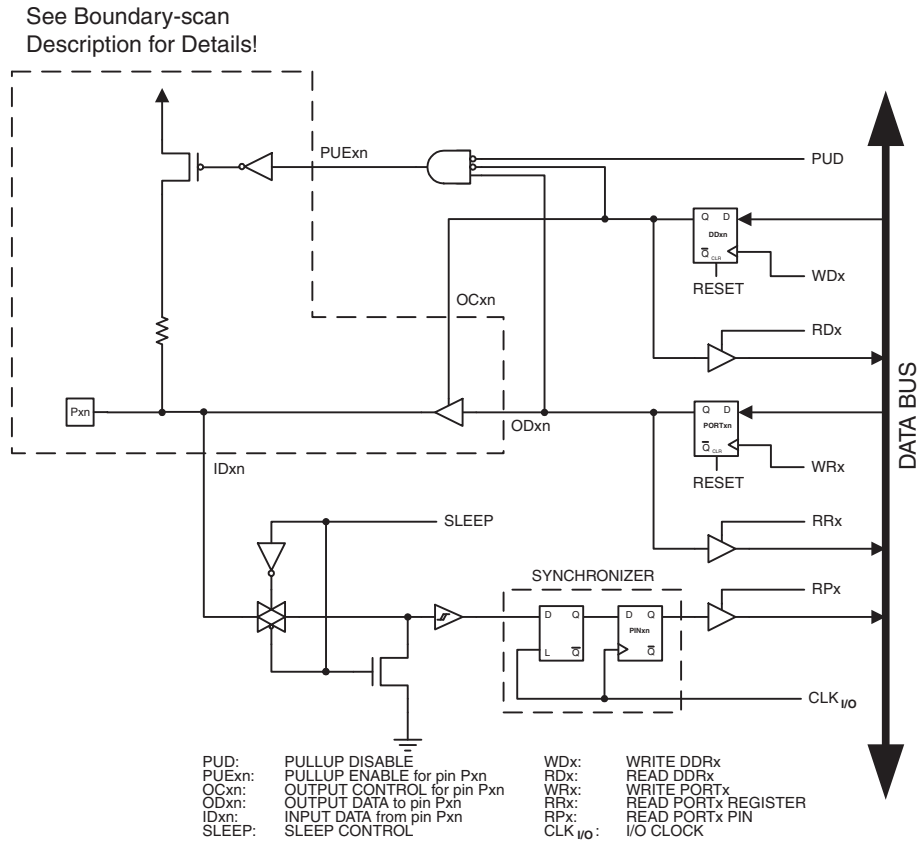 See Boundary-scan
Description for Details!
PUExn
PUD
Q D
DDxn
Q CLR
WDx
RESET
OCxn
RDx
Pxn
ODxn
Q D
PORTxn
Q CLR
WRx
RESET
IDxn
DATA BUS
SLEEP
RRx
SYNCHRONIZER
RPx
D Q
D Q
PINxn
L Q
Q
CLK I/O
PUD: PULLUP DISABLE
PUExn: PULLUP ENABLE for pin Pxn
OCxn: OUTPUT CONTROL for pin Pxn
ODxn: OUTPUT DATA to pin Pxn
IDxn: INPUT DATA from pin Pxn
SLEEP: SLEEP CONTROL
WDx: WRITE DDRx
RDx: READ DDRx
WRx: WRITE PORTx
RRx: READ PORTx REGISTER
RPx: READ PORTx PIN
CLK I/O: I/O CLOCK